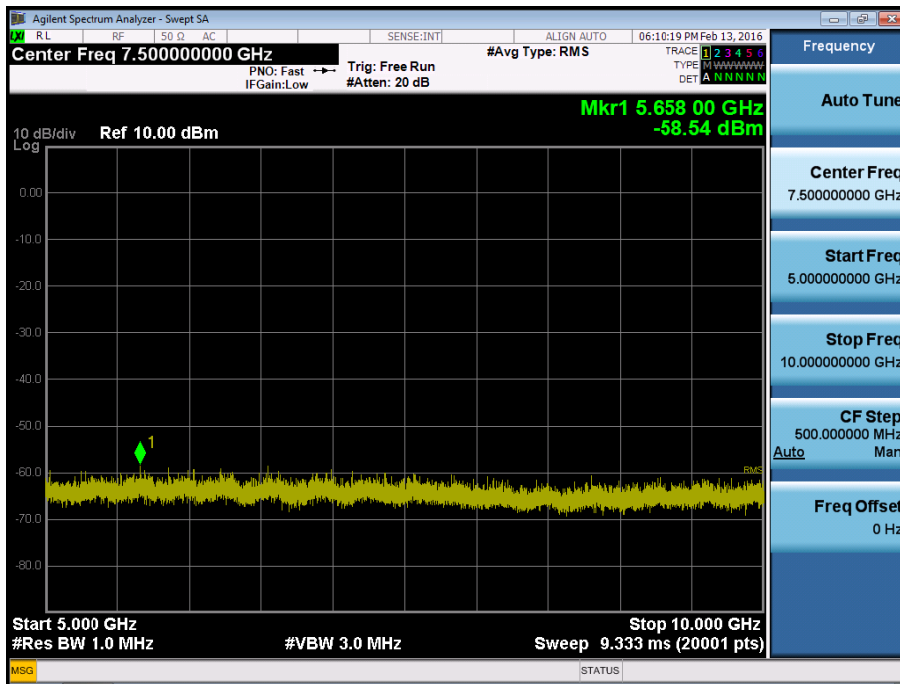 Agilent Spectrum Analyzer - Swept SA
LXI RL RF 50 Ω AC SENSE:INT ALIGN AUTO 06:10:19 PM Feb 13, 2016
Center Freq 7.500000000 GHz
PNO: Fast
IFGain:Low
Trig: Free Run
#Atten: 20 dB
#Avg Type: RMS
TRACE 1 2 3 4 5 6
TYPE M WWWWW
DET A N N N N N
Mkr1 5.658 00 GHz
-58.54 dBm
10 dB/div Ref 10.00 dBm
Log
0.00
-10.0
-20.0
-30.0
-40.0
-50.0
-60.0
-70.0
-80.0
1
RMS
Start 5.000 GHz Stop 10.000 GHz
#Res BW 1.0 MHz #VBW 3.0 MHz Sweep 9.333 ms (20001 pts)
MSG STATUS
Frequency
Auto Tune
Center Freq
7.500000000 GHz
Start Freq
5.000000000 GHz
Stop Freq
10.000000000 GHz
CF Step
500.000000 MHz
Auto Man
Freq Offset
0 Hz